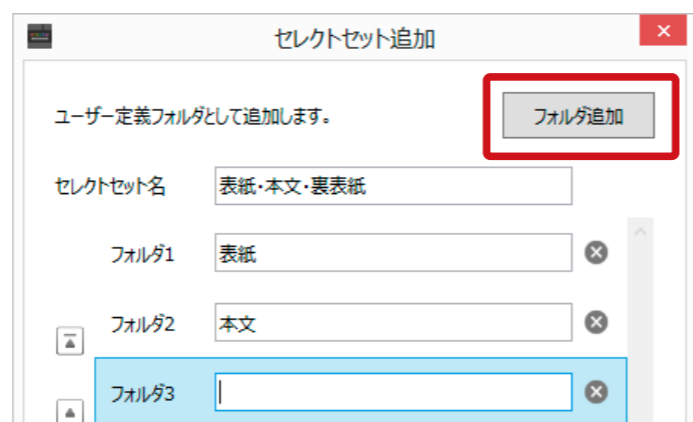 セレクトセット追加
ユーザー定義フォルダとして追加します。
フォルダ追加
セレクトセット名
表紙・本文・裏表紙
フォルダ1
表紙
フォルダ2
本文
フォルダ3